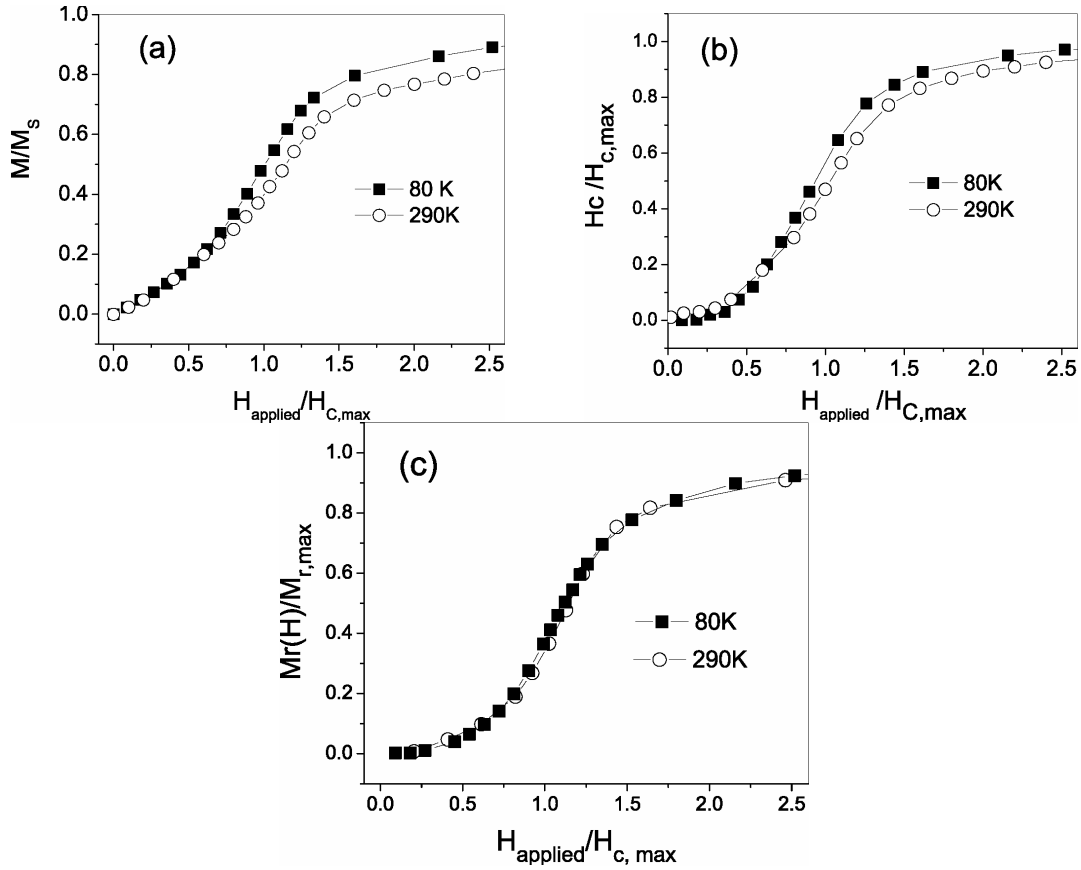 (a)
M/Ms
1.0
0.8
0.6
0.4
0.2
0.0
80 K
290K
0.0 0.5 1.0 1.5 2.0 2.5
Happlied/HC,max
(b)
Hc /Hc,max
1.0
0.8
0.6
0.4
0.2
0.0
80K
290K
0.0 0.5 1.0 1.5 2.0 2.5
Happlied /HC,max
(c)
Mr(H)/Mr,max
1.0
0.8
0.6
0.4
0.2
0.0
80K
290K
0.0 0.5 1.0 1.5 2.0 2.5
Happlied/Hc, max